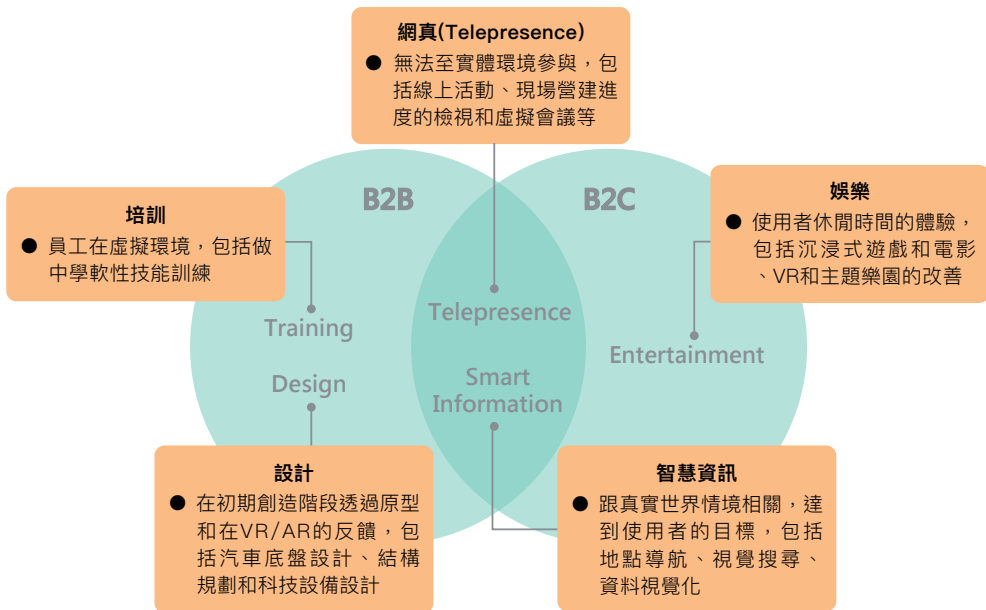 網真(Telepresence)
● 無法至實體環境參與，包
括線上活動、現場營建進
度的檢視和虛擬會議等
B2B
B2C
培訓
● 員工在虛擬環境，包括做
中學軟性技能訓練
娛樂
● 使用者休閒時間的體驗，
包括沉浸式遊戲和電影
、VR和主題樂園的改善
Training
Telepresence
Entertainment
Design
Smart
Information
設計
● 在初期創造階段透過原型
和在VR/AR的反饋，包
括汽車底盤設計、結構
規劃和科技設備設計
智慧資訊
● 跟真實世界情境相關，達
到使用者的目標，包括
地點導航、視覺搜尋、
資料視覺化